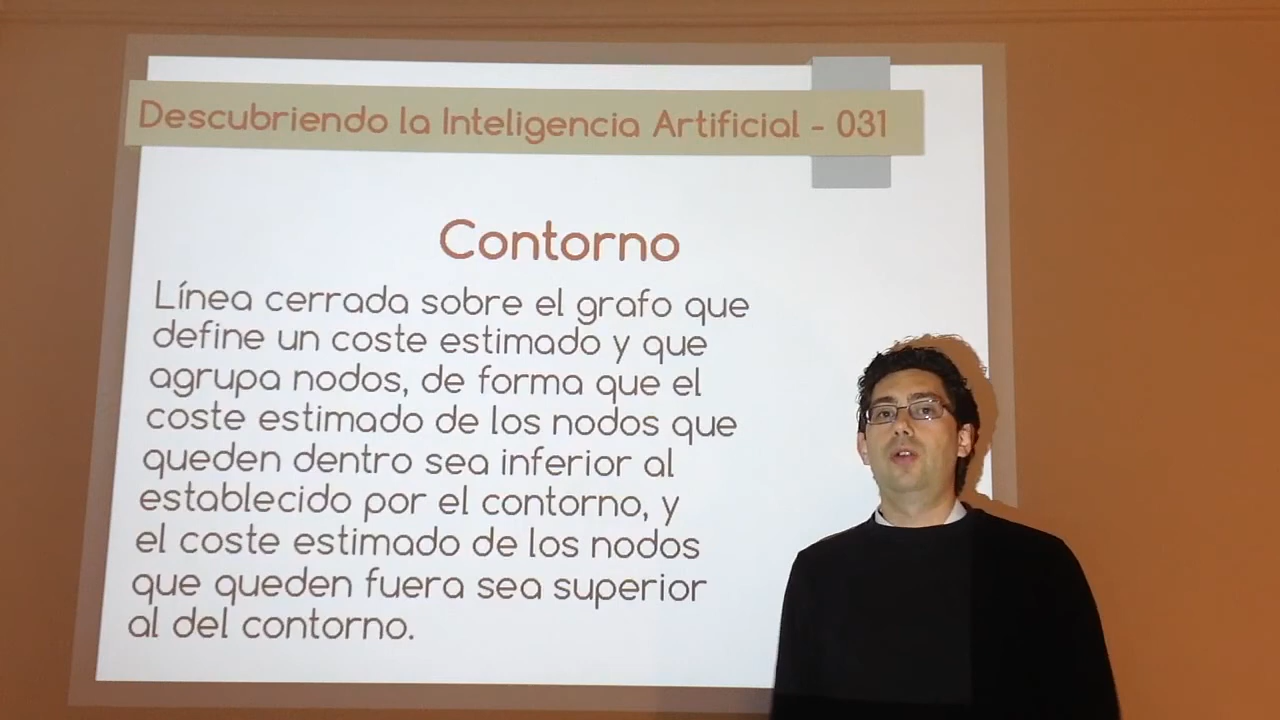 Descubriendo la Inteligencia Artificial - 031
Contorno
Línea cerrada sobre el grafo que
define un coste estimado y que
agrupa nodos, de forma que el
coste estimado de los nodos que
queden dentro sea inferior al
establecido por el contorno, y
el coste estimado de los nodos
que queden fuera sea superior
al del contorno.